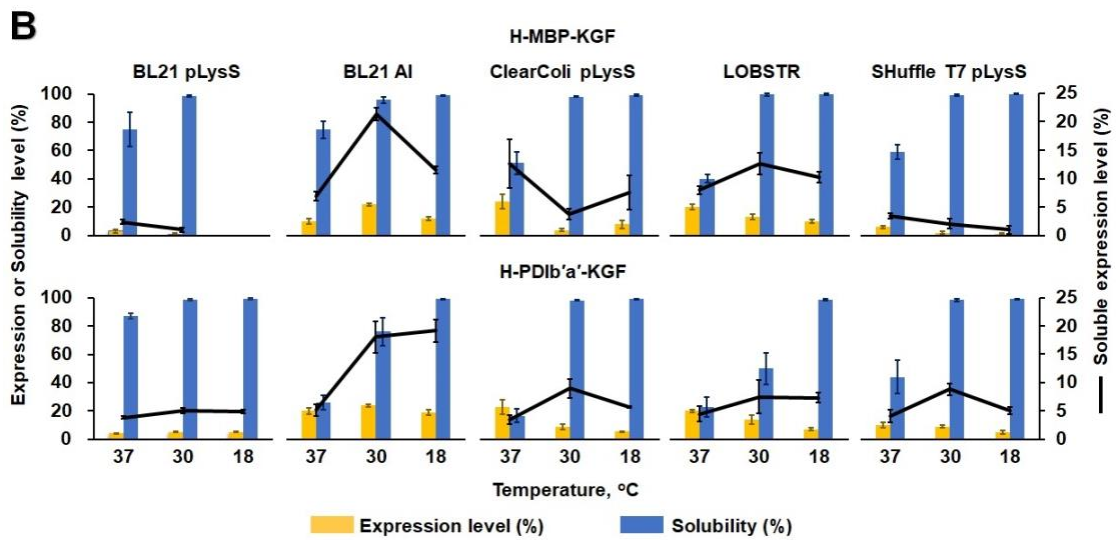 B
H-MBP-KGF
BL21 pLysS BL21 AI ClearColi pLysS LOBSTR SHuffle T7 pLysS
100 80 60 40 20 0
25 20 15 10 5 0
Expression or Solubility level (%)
Soluble expression level (%)
H-PDIb'a'-KGF
100 80 60 40 20 0
25 20 15 10 5 0
37 30 18 37 30 18 37 30 18 37 30 18 37 30 18
Temperature, ºC
Expression level (%) Solubility (%)